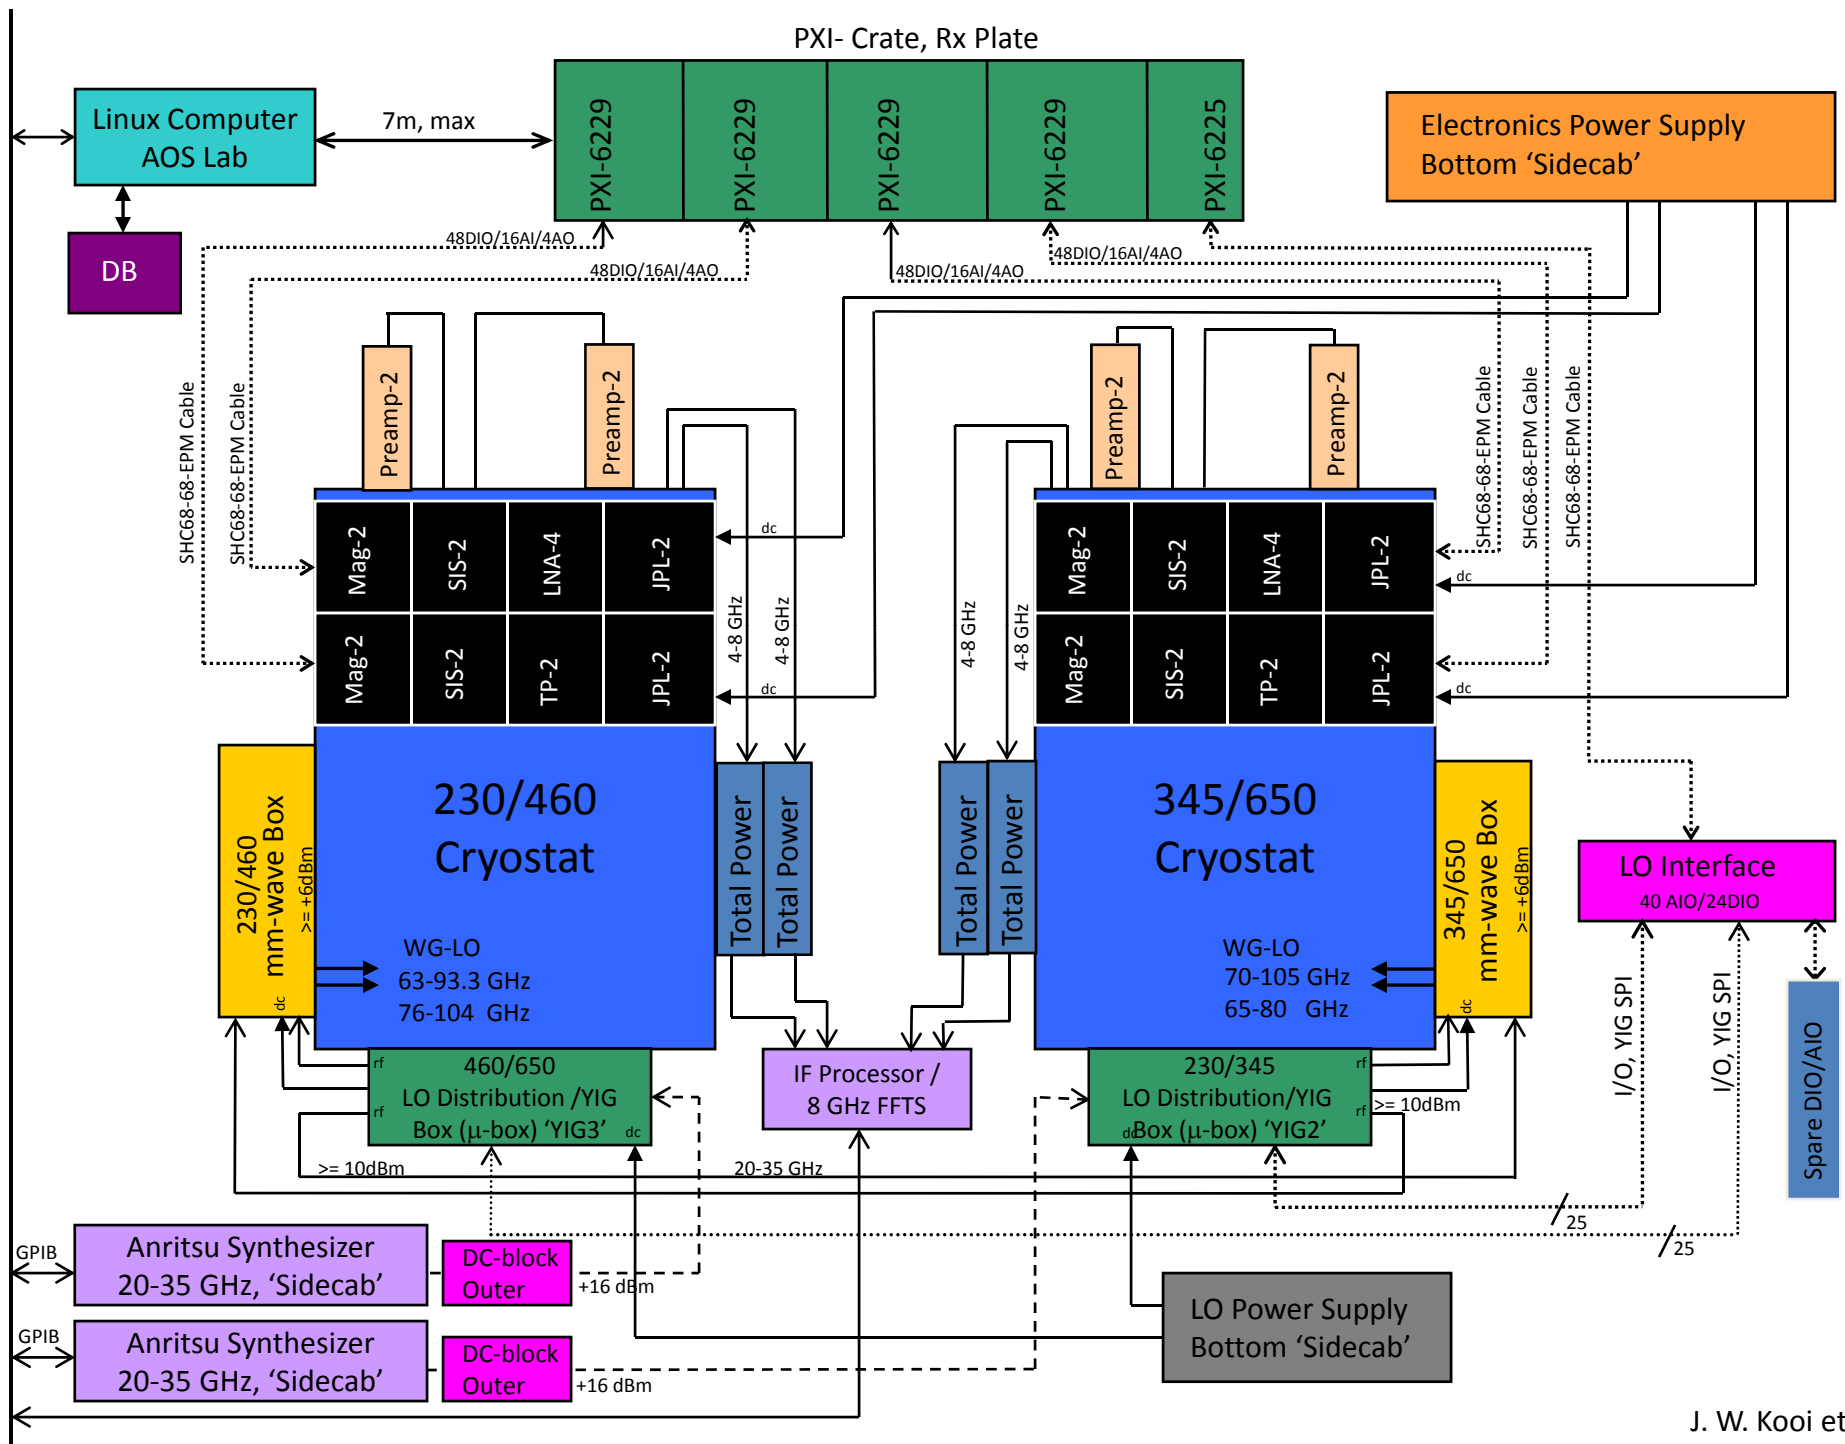 PXI- Crate, Rx Plate
Linux Computer
AOS Lab
7m, max
PXI-6229
PXI-6229
PXI-6229
PXI-6229
PXI-6225
Electronics Power Supply
Bottom ‘Sidecab’
DB
48DIO/16AI/4AO
48DIO/16AI/4AO
48DIO/16AI/4AO
48DIO/16AI/4AO
SHC68-68-EPM Cable
SHC68-68-EPM Cable
Preamp-2
Preamp-2
Preamp-2
Preamp-2
SHC68-68-EPM Cable
SHC68-68-EPM Cable
SHC68-68-EPM Cable
Mag-2
SIS-2
LNA-4
JPL-2
dc
Mag-2
SIS-2
TP-2
JPL-2
dc
4-8 GHz
4-8 GHz
4-8 GHz
4-8 GHz
Mag-2
SIS-2
LNA-4
JPL-2
dc
Mag-2
SIS-2
TP-2
JPL-2
dc
230/460
mm-wave Box
>= +6dBm
dc
230/460
Cryostat
WG-LO
63-93.3 GHz
76-104 GHz
Total Power
Total Power
Total Power
Total Power
345/650
Cryostat
WG-LO
70-105 GHz
65-80 GHz
345/650
mm-wave Box
>= +6dBm
dc
LO Interface
40 AIO/24DIO
I/O, YIG SPI
I/O, YIG SPI
Spare DIO/AIO
rf
460/650
LO Distribution /YIG
rf
Box (μ-box) ‘YIG3’
dc
IF Processor /
8 GHz FFTS
230/345
rf
LO Distribution/YIG
rf
dc
Box (μ-box) ‘YIG2’
>= 10dBm
>= 10dBm
20-35 GHz
25
25
GPIB
Anritsu Synthesizer
20-35 GHz, ‘Sidecab’
DC-block
Outer
+16 dBm
GPIB
Anritsu Synthesizer
20-35 GHz, ‘Sidecab’
DC-block
Outer
+16 dBm
LO Power Supply
Bottom ‘Sidecab’
J. W. Kooi et